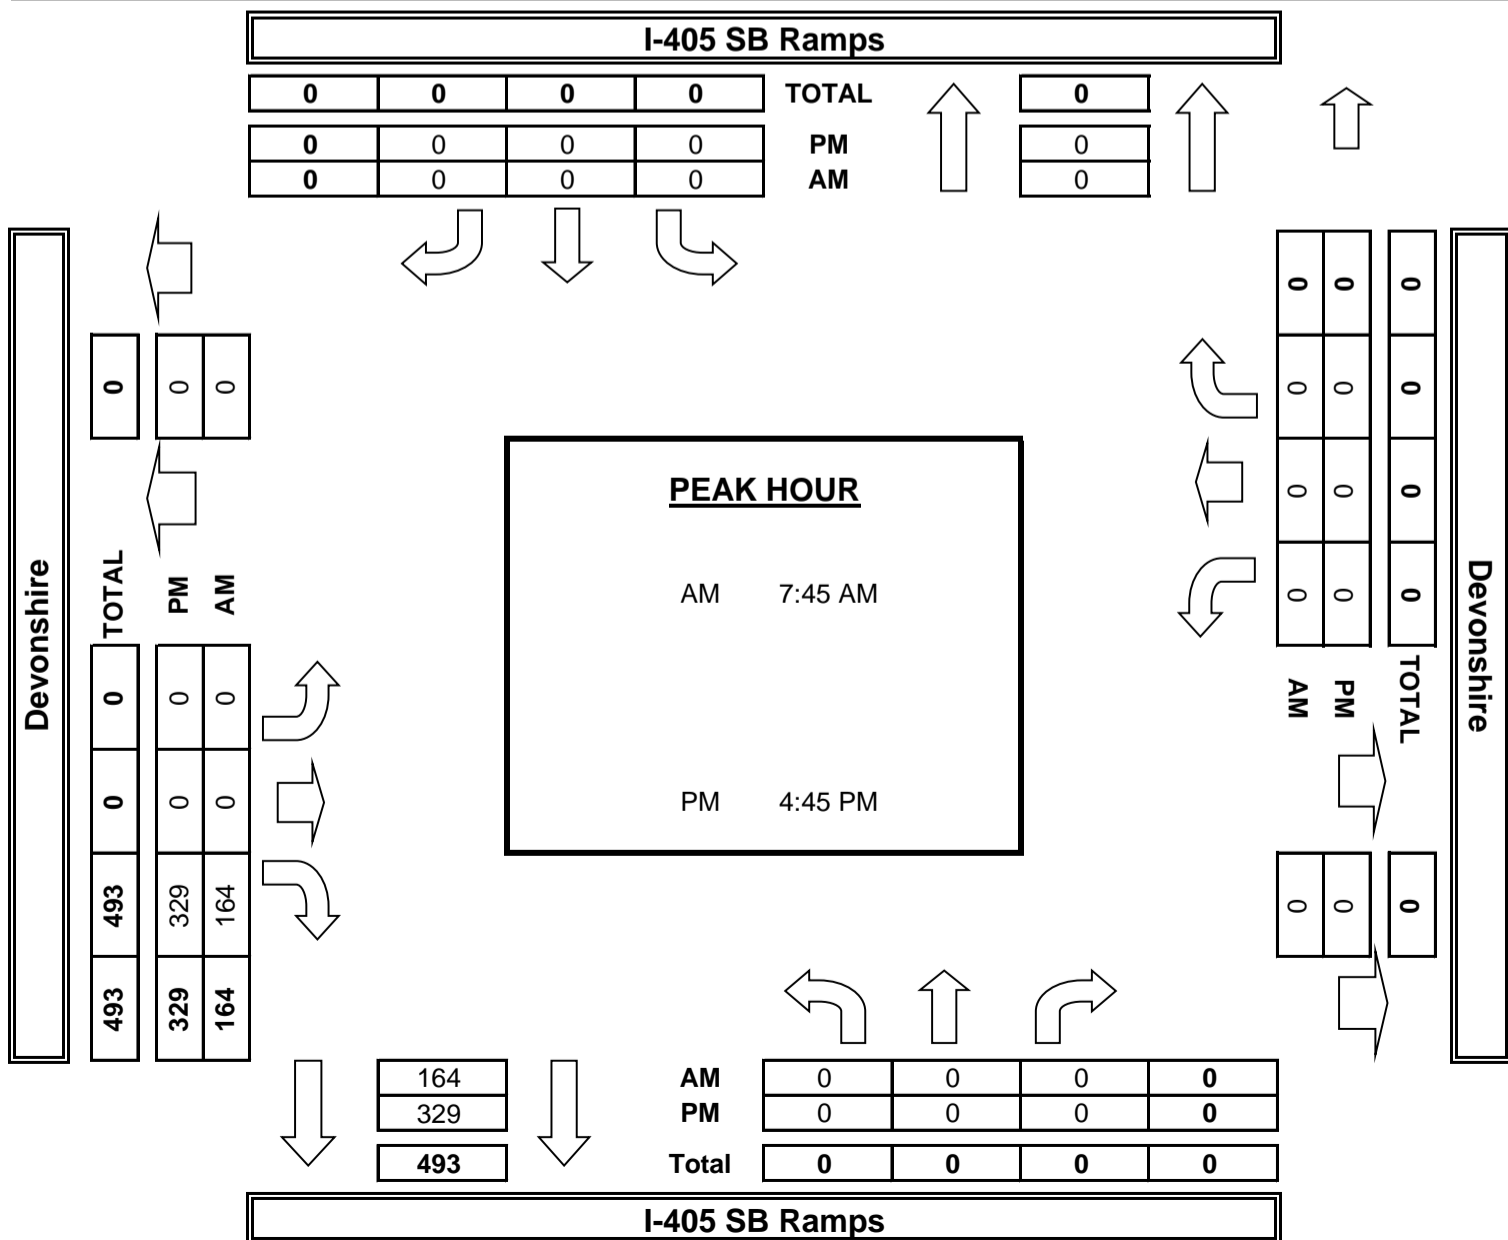 I-405 SB Ramps
0 0 0 0 TOTAL 0
0 0 0 0 PM 0
0 0 0 0 AM 0
Devonshire
0 0 0
TOTAL PM AM
0 0 0
0 0 0
493 329 164
493 329 164
PEAK HOUR
AM 7:45 AM
PM 4:45 PM
0 0 0
0 0 0
0 0 0
0 0 0
AM PM TOTAL
0 0 0
Devonshire
164 AM 0 0 0 0
329 PM 0 0 0 0
493 Total 0 0 0 0
I-405 SB Ramps